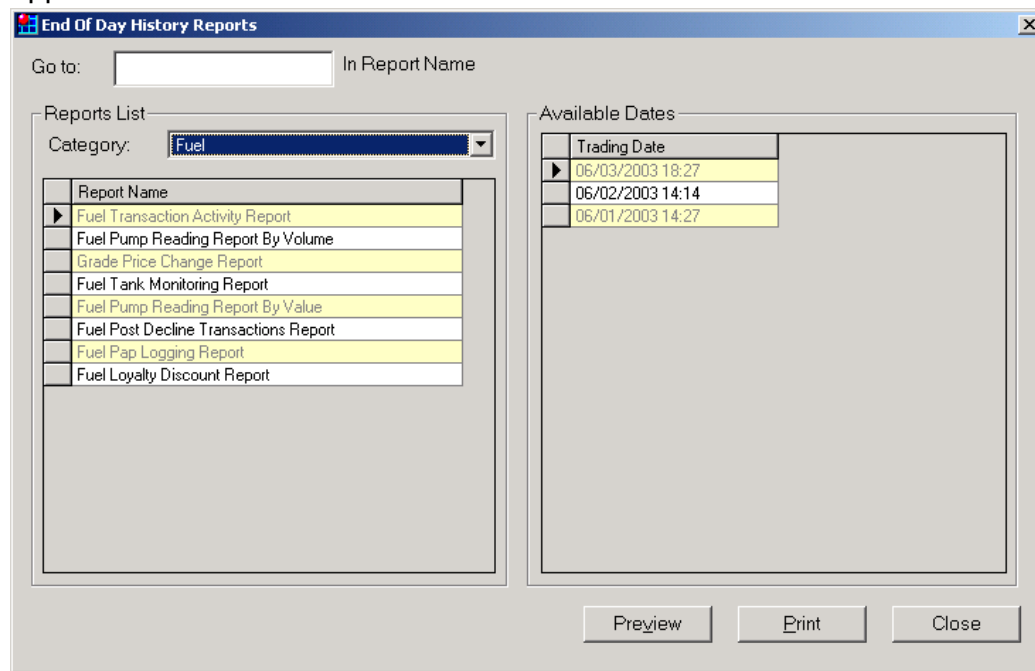 End Of Day History Reports
Go to: In Report Name
Reports List
Category: Fuel
Report Name
Fuel Transaction Activity Report
Fuel Pump Reading Report By Volume
Grade Price Change Report
Fuel Tank Monitoring Report
Fuel Pump Reading Report By Value
Fuel Post Decline Transactions Report
Fuel Pap Logging Report
Fuel Loyalty Discount Report
Available Dates
Trading Date
06/03/2003 18:27
06/02/2003 14:14
06/01/2003 14:27
Preview Print Close